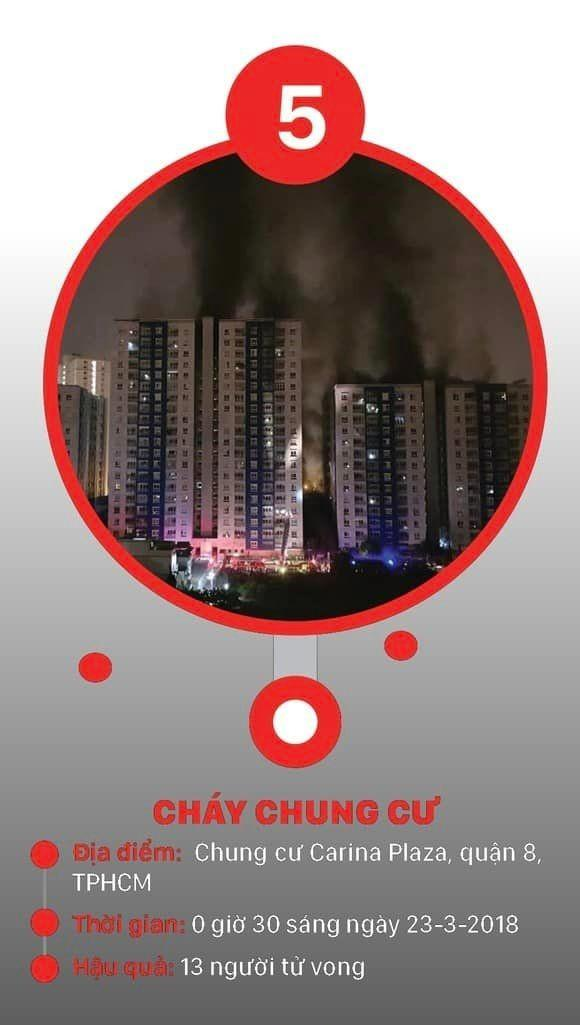 5
CHÁY CHUNG CƯ
Địa điểm: Chung cư Carina Plaza, quận 8,
TPHCM
Thời gian: 0 giờ 30 sáng ngày 23-3-2018
Hậu quả: 13 người tử vong